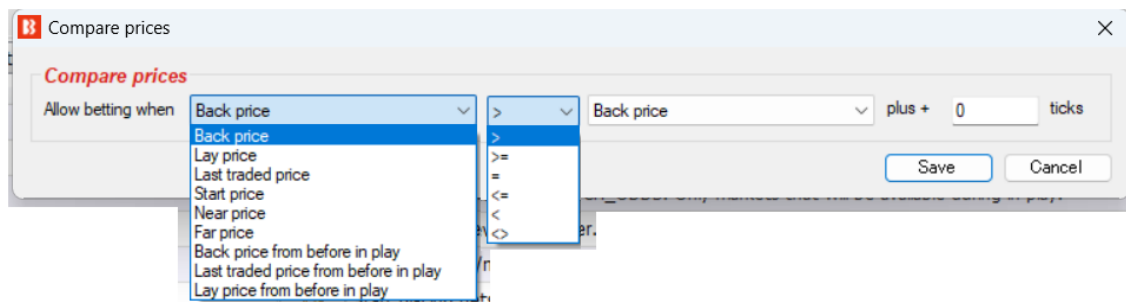 Compare prices
Compare prices
Allow betting when Back price > Back price plus + 0 ticks
Back price >
Lay price >=
Last traded price =
Start price <=
Near price <
Far price <>
Back price from before in play
Last traded price from before in play
Lay price from before in play
Save Cancel